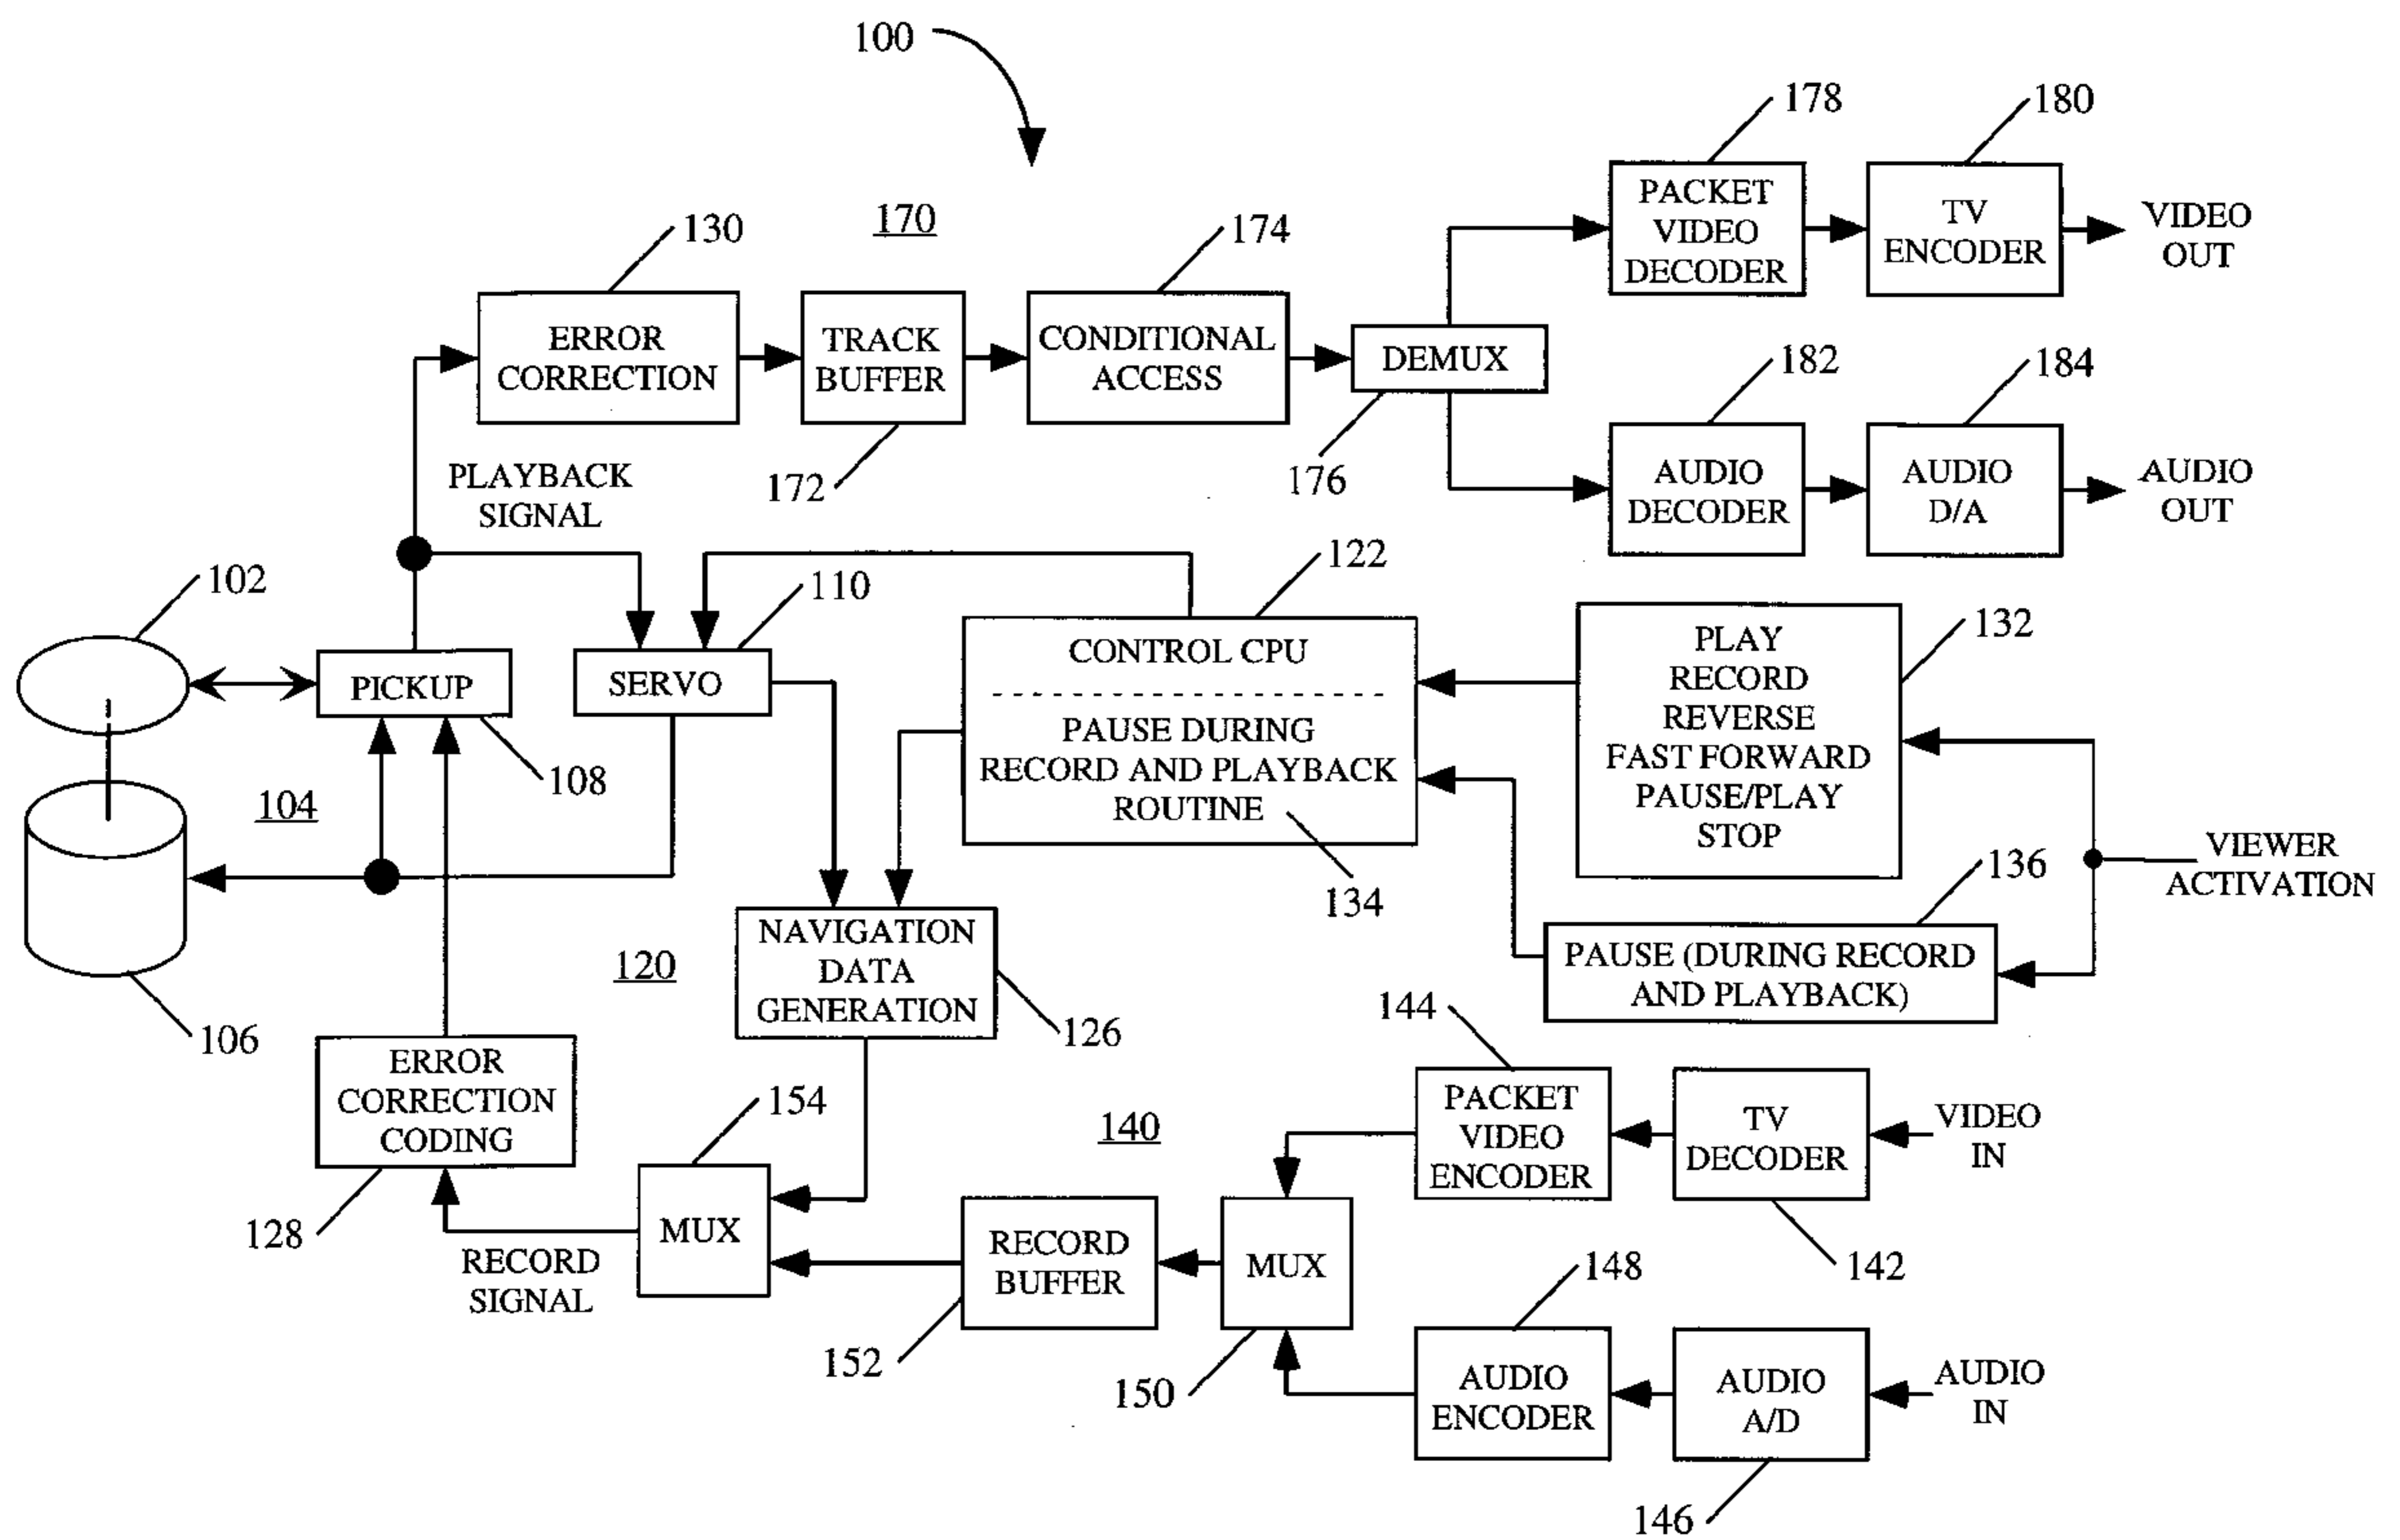 100
178
180
PACKET
VIDEO
DECODER
TV
ENCODER
VIDEO
OUT
130
170
174
ERROR
CORRECTION
TRACK
BUFFER
CONDITIONAL
ACCESS
DEMUX
172
176
182
184
AUDIO
DECODER
AUDIO
D/A
AUDIO
OUT
PLAYBACK
SIGNAL
102
110
122
132
PICKUP
SERVO
108
104
106
CONTROL CPU
PAUSE DURING
RECORD AND PLAYBACK
ROUTINE
134
PLAY
RECORD
REVERSE
FAST FORWARD
PAUSE/PLAY
STOP
136
VIEWER
ACTIVATION
PAUSE (DURING RECORD
AND PLAYBACK)
120
NAVIGATION
DATA
GENERATION
126
ERROR
CORRECTION
CODING
128
154
140
144
PACKET
VIDEO
ENCODER
TV
DECODER
VIDEO
IN
142
RECORD
SIGNAL
MUX
RECORD
BUFFER
152
MUX
150
148
AUDIO
ENCODER
AUDIO
A/D
AUDIO
IN
146